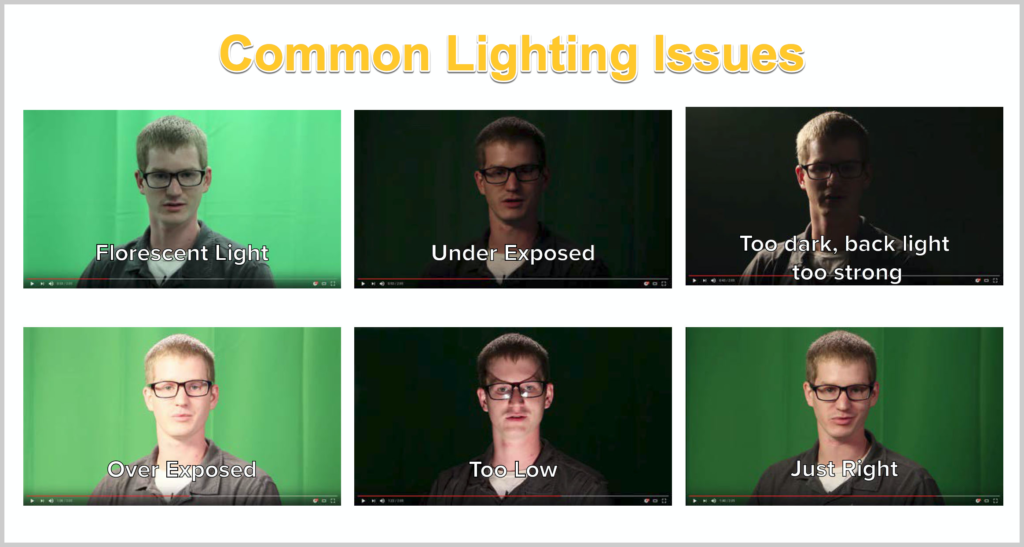 Common Lighting Issues
Florescent Light
Under Exposed
Too dark, back light
too strong
Over Exposed
Too Low
Just Right